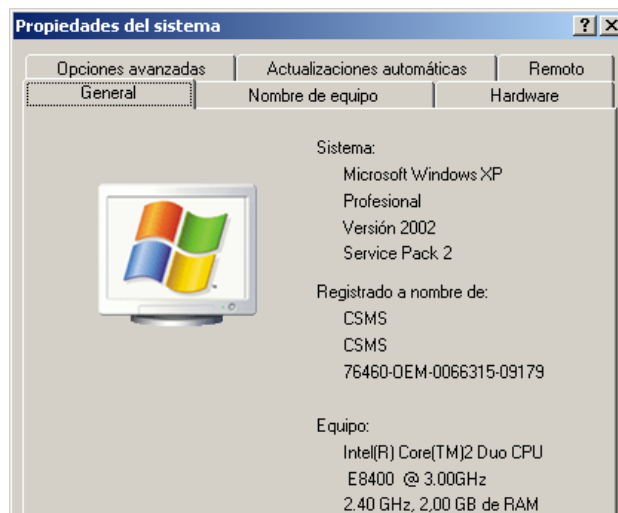 Propiedades del sistema
Opciones avanzadas
Actualizaciones automáticas
Remoto
General
Nombre de equipo
Hardware
Sistema:
Microsoft Windows XP
Profesional
Versión 2002
Service Pack 2
Registrado a nombre de:
CSMS
CSMS
76460-OEM-0066315-09179
Equipo:
Intel(R) Core(TM)2 Duo CPU
E8400 @ 3.00GHz
2.40 GHz, 2,00 GB de RAM